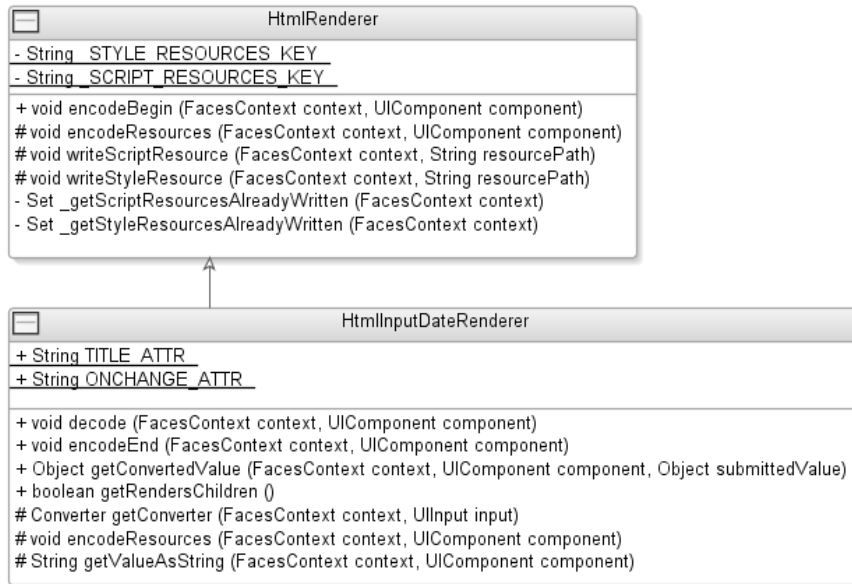 HtmlRenderer
- String _STYLE_RESOURCES_KEY
- String _SCRIPT_RESOURCES_KEY
+ void encodeBegin (FacesContext context, UIComponent component)
# void encodeResources (FacesContext context, UIComponent component)
# void writeScriptResource (FacesContext context, String resourcePath)
# void writeStyleResource (FacesContext context, String resourcePath)
- Set _getScriptResourcesAlreadyWritten (FacesContext context)
- Set _getStyleResourcesAlreadyWritten (FacesContext context)
HtmlInputDateRenderer
+ String TITLE_ATTR
+ String ONCHANGE_ATTR
+ void decode (FacesContext context, UIComponent component)
+ void encodeEnd (FacesContext context, UIComponent component)
+ Object getConvertedValue (FacesContext context, UIComponent component, Object submittedValue)
+ boolean getRendersChildren ()
# Converter getConverter (FacesContext context, UIInput input)
# void encodeResources (FacesContext context, UIComponent component)
# String getValueAsString (FacesContext context, UIComponent component)